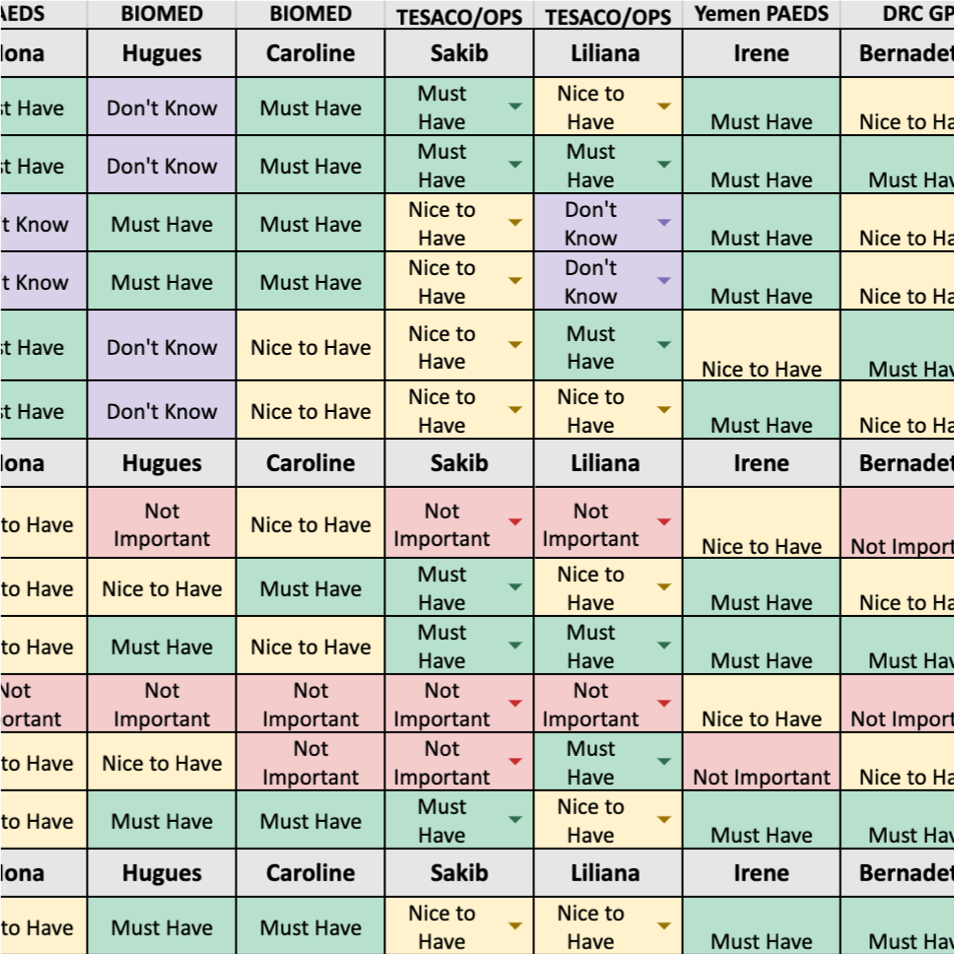 AEDS BIOMED BIOMED TESACO/OPS TESACO/OPS Yemen PAEDS DRC GP
ona Hugues Caroline Sakib Liliana Irene Bernadet
st Have Don't Know Must Have Must Have Nice to Have Must Have Nice to Ha
st Have Don't Know Must Have Must Have Must Have Must Have Must Hav
't Know Must Have Must Have Nice to Have Don't Know Must Have Nice to Ha
't Know Must Have Must Have Nice to Have Don't Know Must Have Nice to Ha
st Have Don't Know Nice to Have Nice to Have Must Have Nice to Have Must Hav
st Have Don't Know Nice to Have Nice to Have Nice to Have Must Have Nice to Ha
ona Hugues Caroline Sakib Liliana Irene Bernadet
to Have Not Important Nice to Have Not Important Not Important Nice to Have Not Import
to Have Nice to Have Must Have Must Have Nice to Have Must Have Nice to Ha
to Have Must Have Nice to Have Must Have Must Have Must Have Must Hav
Not ortant Not Important Not Important Not Important Not Important Nice to Have Not Import
to Have Nice to Have Not Important Not Important Must Have Not Important Nice to Ha
to Have Must Have Must Have Must Have Nice to Have Must Have Must Hav
ona Hugues Caroline Sakib Liliana Irene Bernadet
to Have Must Have Must Have Nice to Have Nice to Have Must Have Must Hav